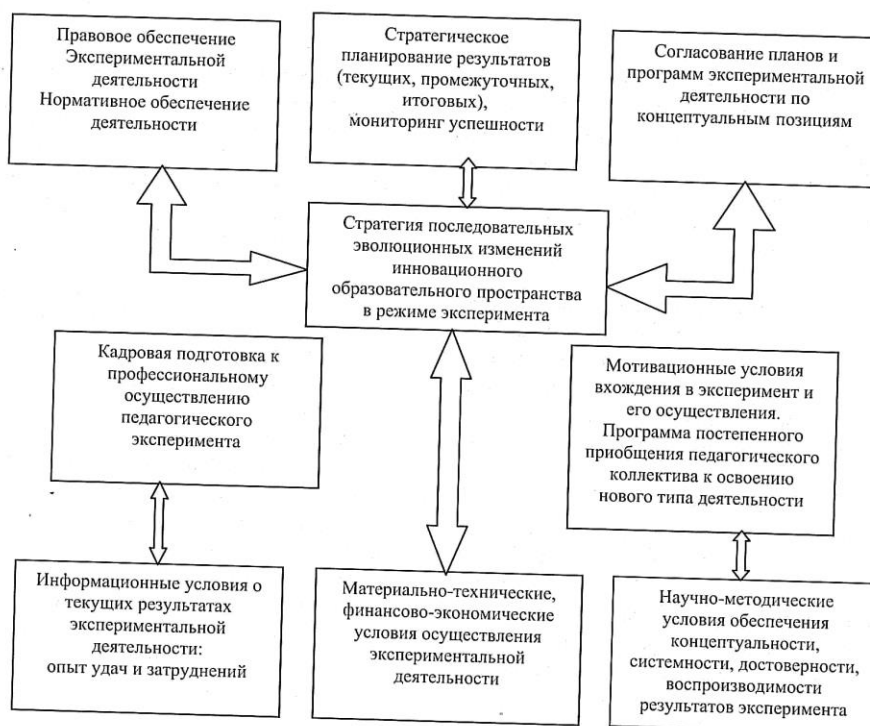 Правовое обеспечение
Экспериментальной
деятельности
Нормативное обеспечение
деятельности
Стратегическое
планирование результатов
(текущих, промежуточных,
итоговых),
мониторинг успешности
Согласование планов и
программ экспериментальной
деятельности по
концептуальным позициям
Стратегия последовательных
эволюционных изменений
инновационного
образовательного пространства
в режиме эксперимента
Кадровая подготовка к
профессиональному
осуществлению
педагогического
эксперимента
Мотивационные условия
вхождения в эксперимент и
его осуществления.
Программа постепенного
приобщения педагогического
коллектива к освоению
нового типа деятельности
Информационные условия о
текущих результатах
экспериментальной
деятельности:
опыт удач и затруднений
Материально-технические,
финансово-экономические
условия осуществления
экспериментальной
деятельности
Научно-методические
условия обеспечения
концептуальности,
системности, достоверности,
воспроизводимости
результатов эксперимента